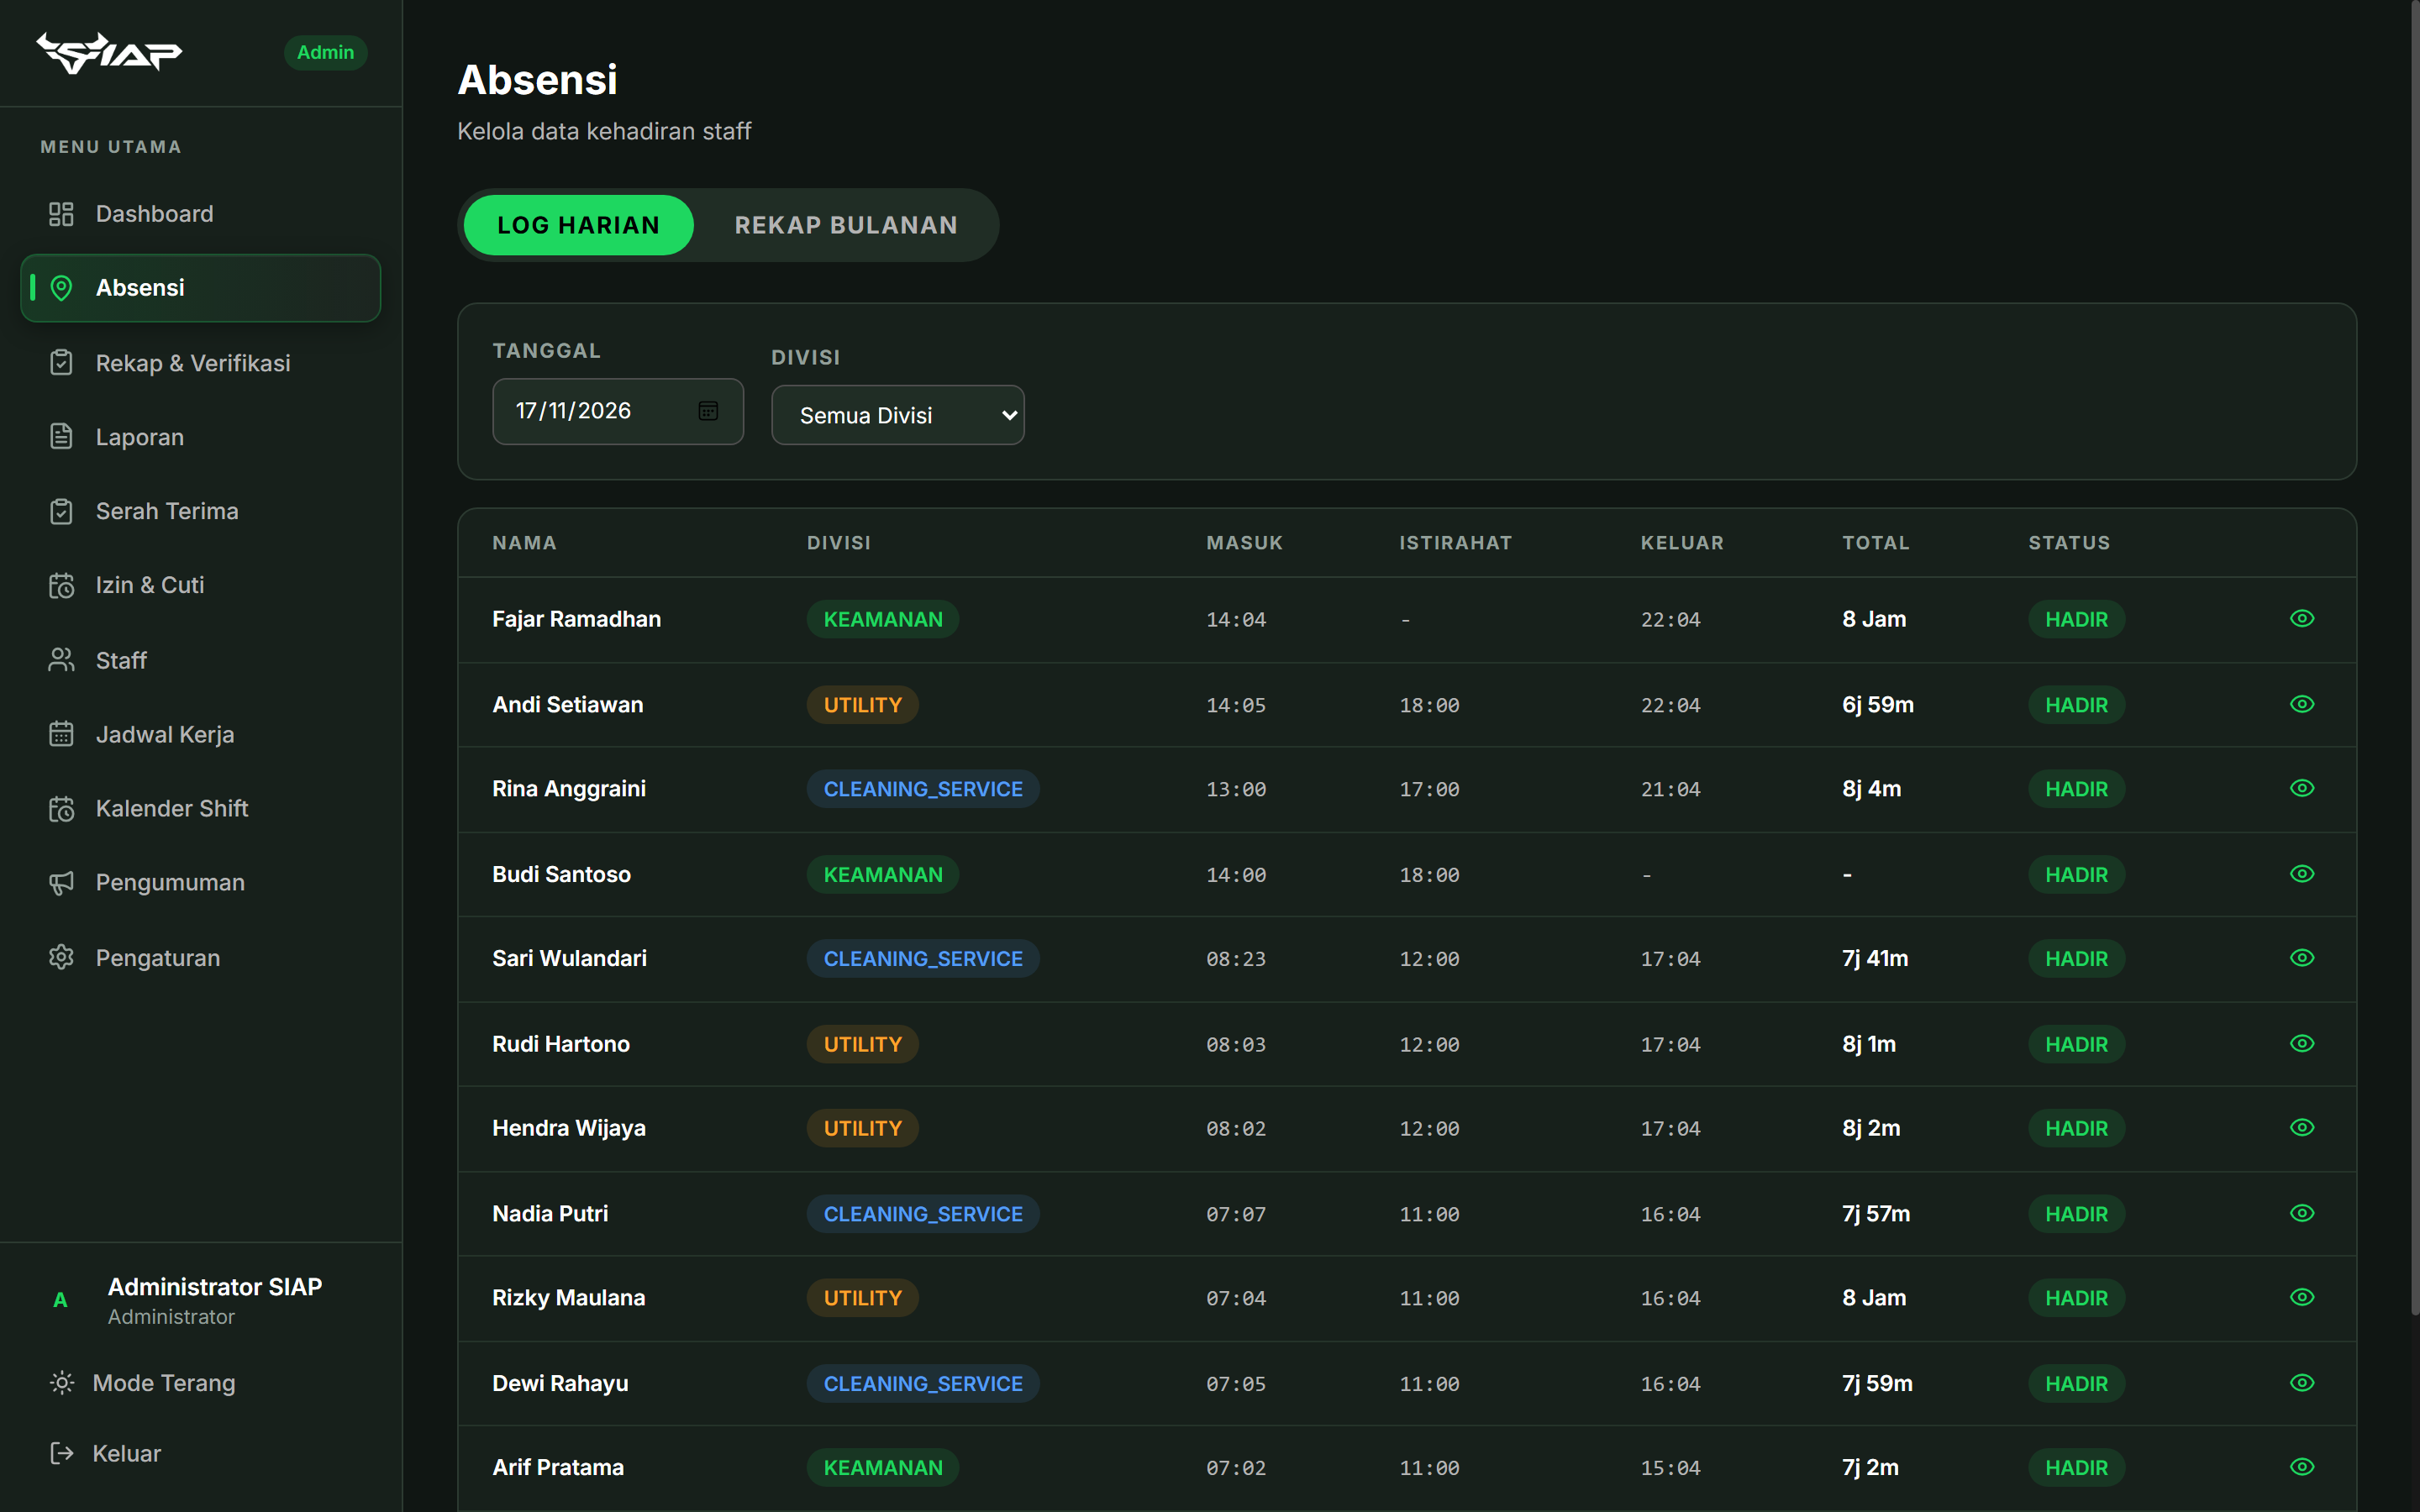 SIAP
Admin
MENU UTAMA
Dashboard
Absensi
Rekap & Verifikasi
Laporan
Serah Terima
Izin & Cuti
Staff
Jadwal Kerja
Kalender Shift
Pengumuman
Pengaturan
A
Administrator SIAP
Administrator
Mode Terang
Keluar
Absensi
Kelola data kehadiran staff
LOG HARIAN REKAP BULANAN
TANGGAL DIVISI
17/11/2026 Semua Divisi
NAMA DIVISI MASUK ISTIRAHAT KELUAR TOTAL STATUS
Fajar Ramadhan KEAMANAN 14:04 - 22:04 8 Jam HADIR
Andi Setiawan UTILITY 14:05 18:00 22:04 6j 59m HADIR
Rina Anggraini CLEANING_SERVICE 13:00 17:00 21:04 8j 4m HADIR
Budi Santoso KEAMANAN 14:00 18:00 - - HADIR
Sari Wulandari CLEANING_SERVICE 08:23 12:00 17:04 7j 41m HADIR
Rudi Hartono UTILITY 08:03 12:00 17:04 8j 1m HADIR
Hendra Wijaya UTILITY 08:02 12:00 17:04 8j 2m HADIR
Nadia Putri CLEANING_SERVICE 07:07 11:00 16:04 7j 57m HADIR
Rizky Maulana UTILITY 07:04 11:00 16:04 8 Jam HADIR
Dewi Rahayu CLEANING_SERVICE 07:05 11:00 16:04 7j 59m HADIR
Arif Pratama KEAMANAN 07:02 11:00 15:04 7j 2m HADIR